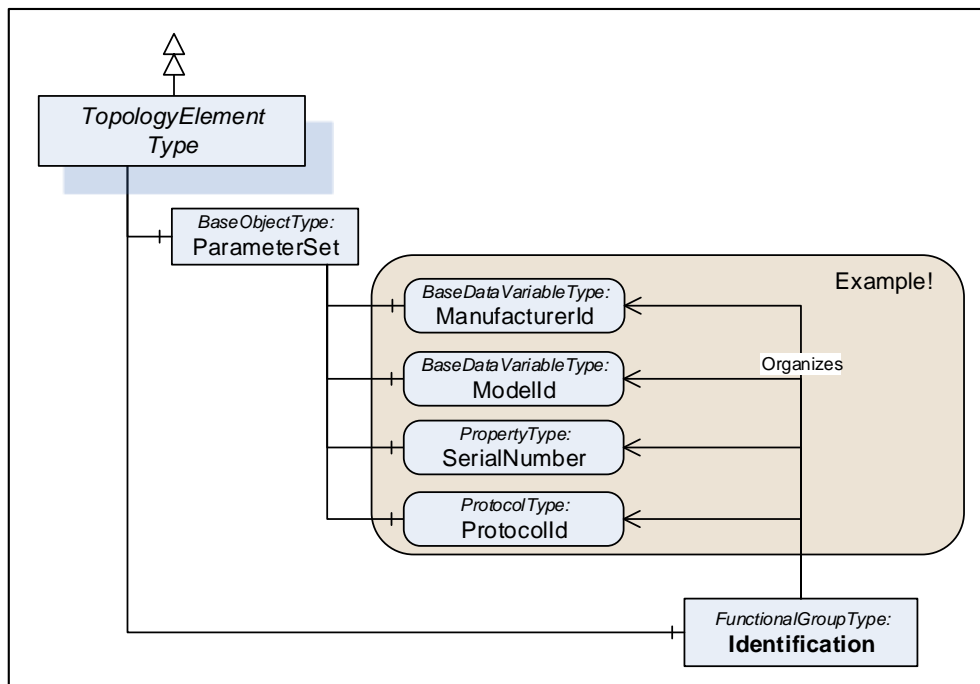 TopologyElement
Type
BaseObjectType:
ParameterSet
Example!
BaseDataVariableType:
ManufacturerId
Organizes
BaseDataVariableType:
ModelId
PropertyType:
SerialNumber
ProtocolType:
ProtocolId
FunctionalGroupType:
Identification